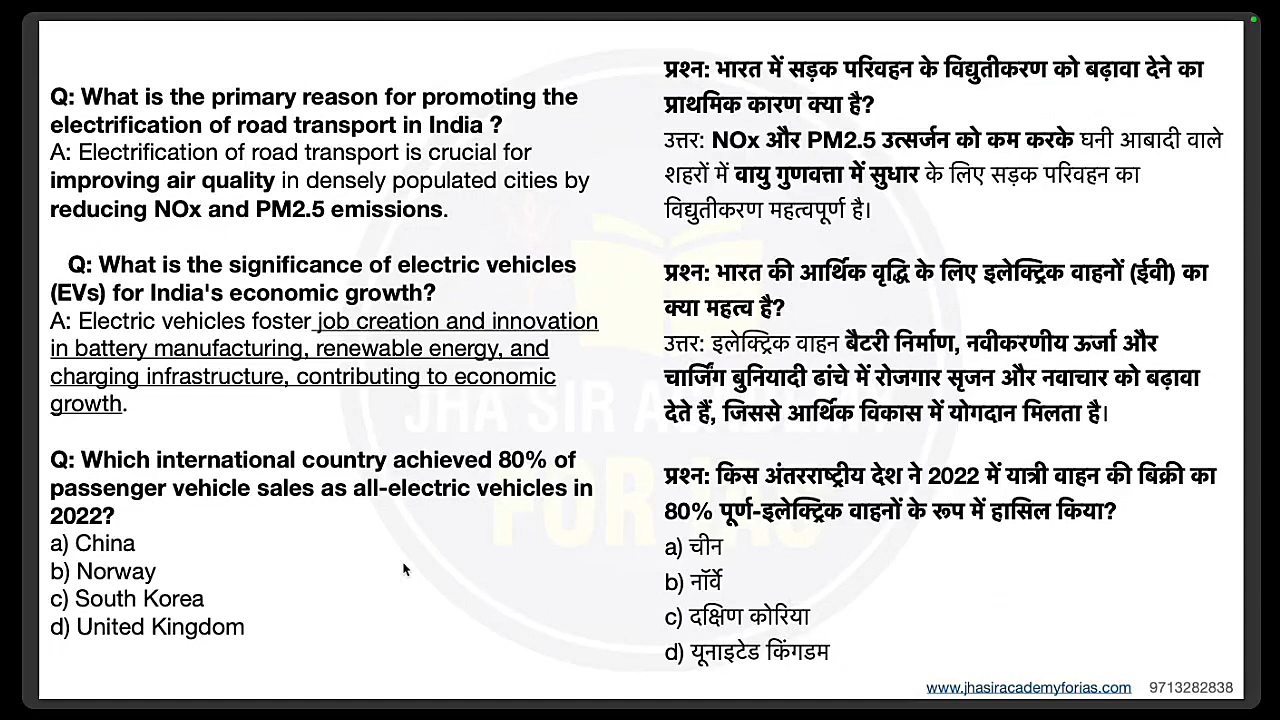 Q: What is the primary reason for promoting the
electrification of road transport in India ?
A: Electrification of road transport is crucial for
improving air quality in densely populated cities by
reducing NOx and PM2.5 emissions.
Q: What is the significance of electric vehicles
(EVs) for India's economic growth?
A: Electric vehicles foster job creation and innovation
in battery manufacturing, renewable energy, and
charging infrastructure, contributing to economic
growth.
Q: Which international country achieved 80% of
passenger vehicle sales as all-electric vehicles in
2022?
a) China
b) Norway
c) South Korea
d) United Kingdom
प्रश्न: भारत में सड़क परिवहन के विद्युतीकरण को बढ़ावा देने का
प्राथमिक कारण क्या है?
उत्तर: NOx और PM2.5 उत्सर्जन को कम करके घनी आबादी वाले
शहरों में वायु गुणवत्ता में सुधार के लिए सड़क परिवहन का
विद्युतीकरण महत्वपूर्ण है।
प्रश्न: भारत की आर्थिक वृद्धि के लिए इलेक्ट्रिक वाहनों (ईवी) का
क्या महत्व है?
उत्तर: इलेक्ट्रिक वाहन बैटरी निर्माण, नवीकरणीय ऊर्जा और
चार्जिंग बुनियादी ढांचे में रोजगार सृजन और नवाचार को बढ़ावा
देते हैं, जिससे आर्थिक विकास में योगदान मिलता है।
प्रश्न: किस अंतरराष्ट्रीय देश ने 2022 में यात्री वाहन की बिक्री का
80% पूर्ण-इलेक्ट्रिक वाहनों के रूप में हासिल किया?
a) चीन
b) नॉर्वे
c) दक्षिण कोरिया
d) यूनाइटेड किंगडम
JHA SIR ACADEMY
FOR IAS
www.jhasiracademyforias.com 9713282838